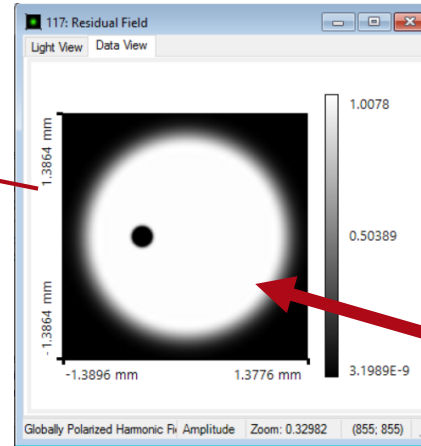 117: Residual Field
Light View Data View
1.3864 mm
- 1.3864 mm
-1.3896 mm 1.3776 mm
1.0078
0.50389
3.1989E-9
Globally Polarized Harmonic Fi Amplitude Zoom: 0.32982 (855; 855)